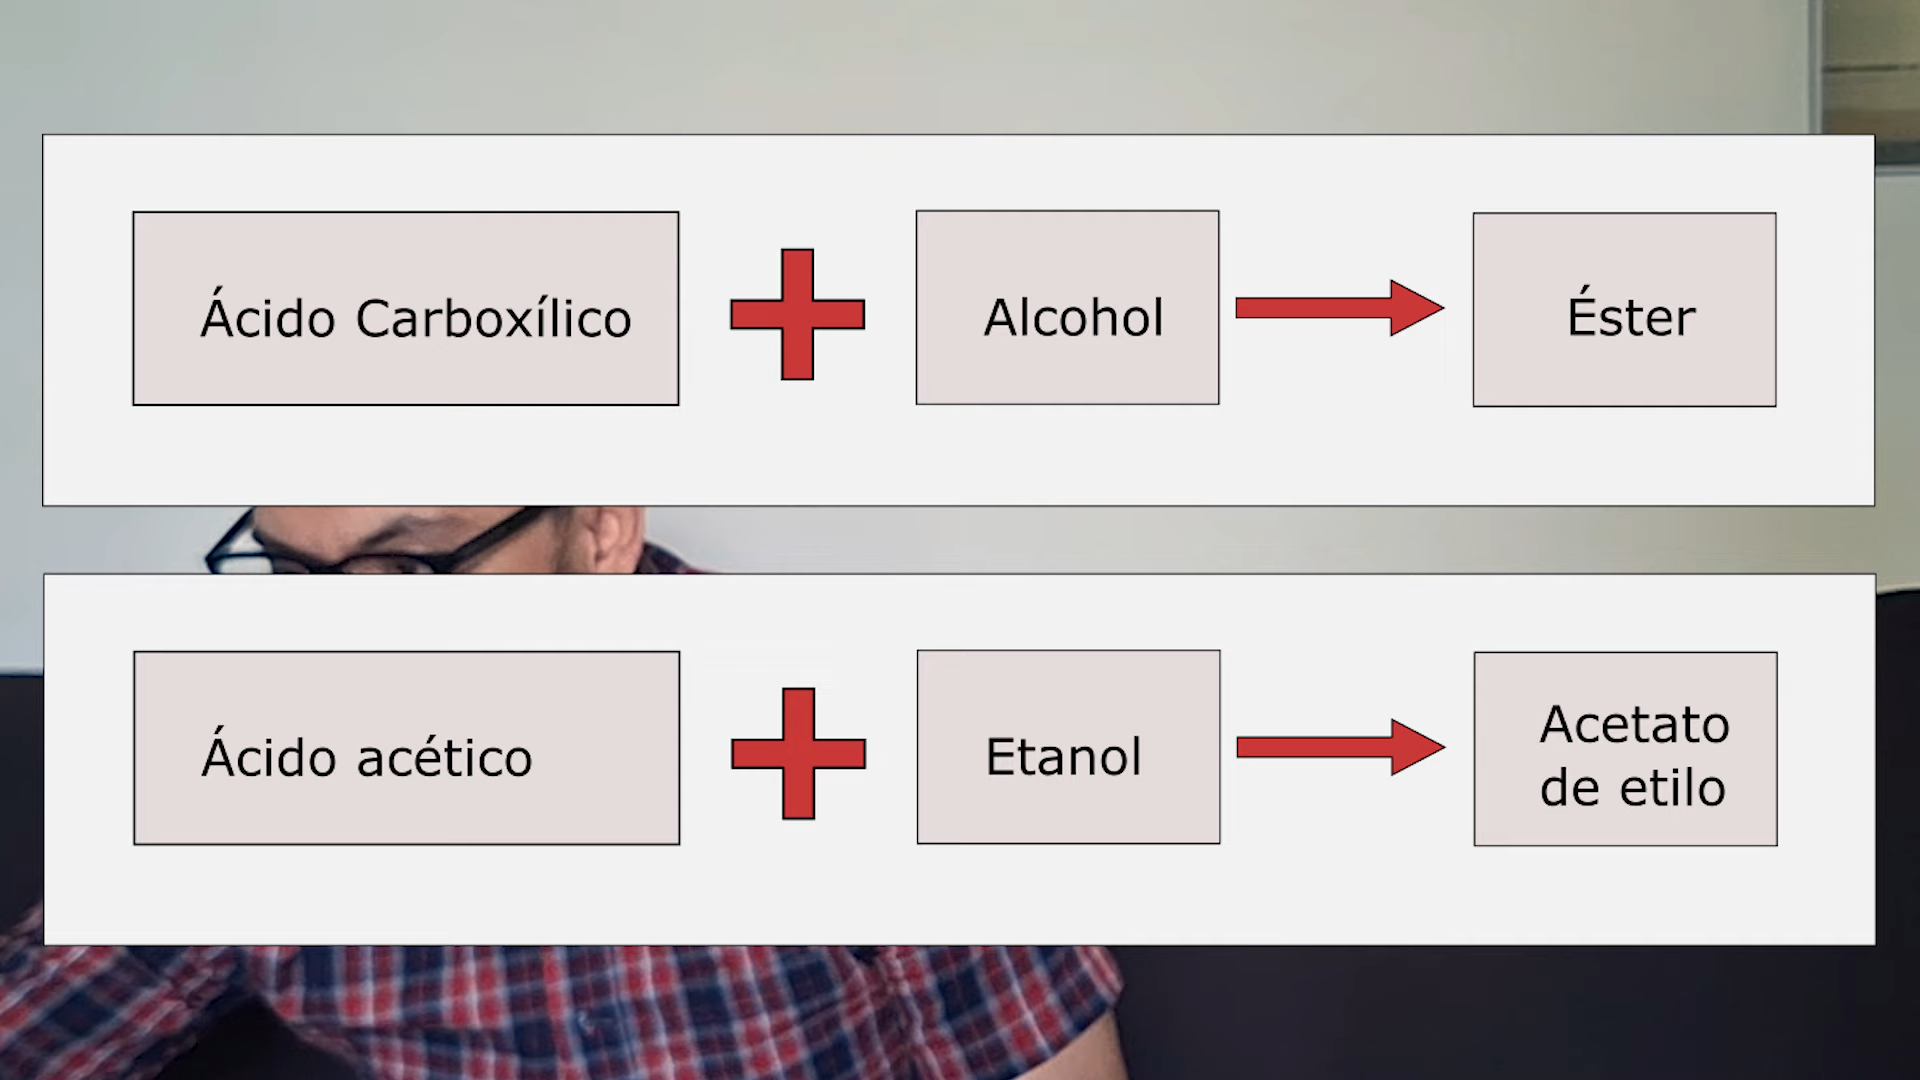 Ácido Carboxílico
Alcohol
Éster
Ácido acético
Etanol
Acetato
de etilo